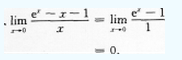 . lim x→0 (e^x − x − 1)/x = lim x→0 (e^x − 1)/1
= 0.